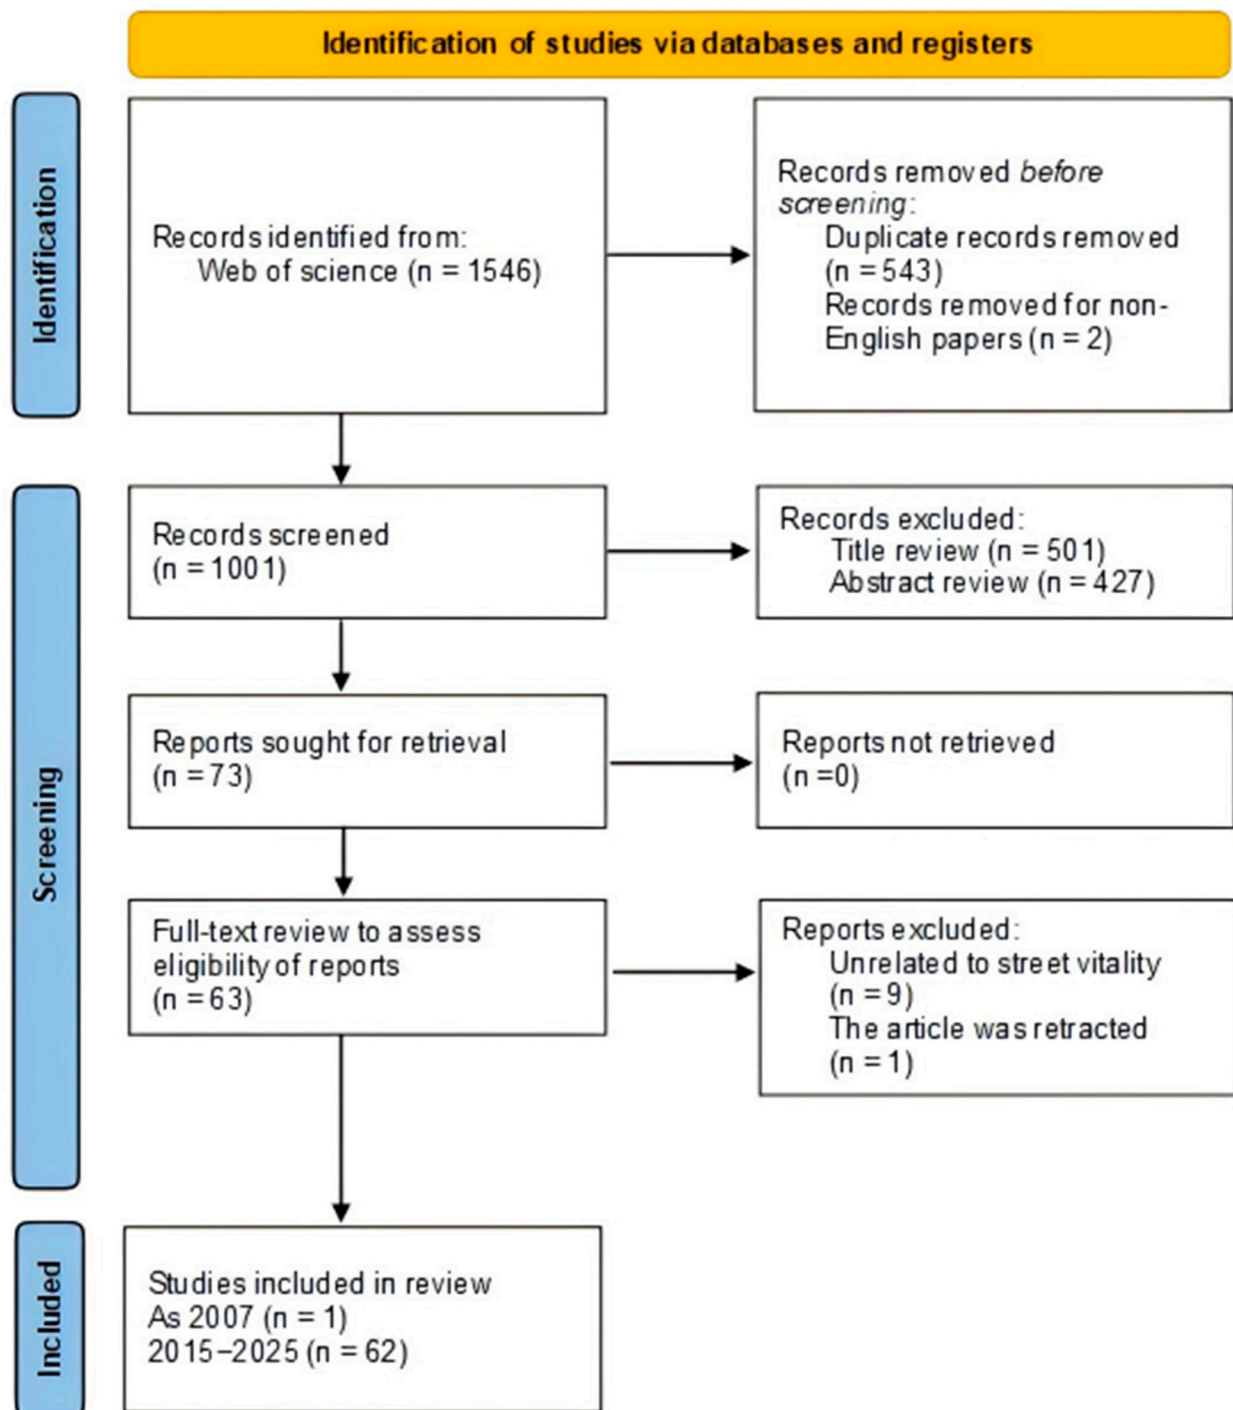 Identification of studies via databases and registers
Identification
Records identified from:
Web of science (n = 1546)
Records removed before
screening:
Duplicate records removed
(n = 543)
Records removed for non-
English papers (n = 2)
Screening
Records screened
(n = 1001)
Records excluded:
Title review (n = 501)
Abstract review (n = 427)
Reports sought for retrieval
(n = 73)
Reports not retrieved
(n =0)
Full-text review to assess
eligibility of reports
(n = 63)
Reports excluded:
Unrelated to street vitality
(n = 9)
The article was retracted
(n = 1)
Included
Studies included in review
As 2007 (n = 1)
2015–2025 (n = 62)